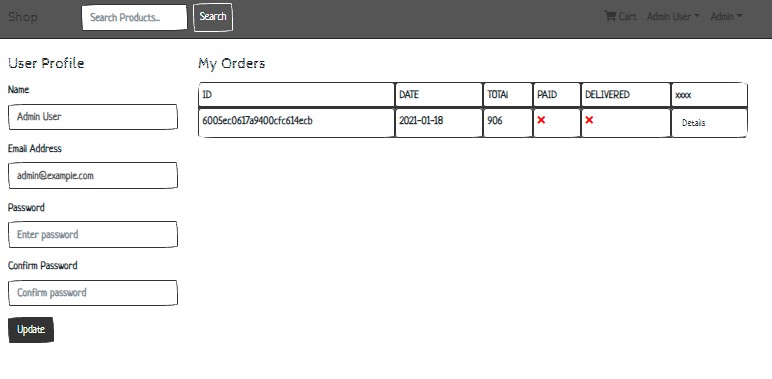 Shop
Search Products...
Search
Cart
Admin User
Admin
User Profile
Name
Admin User
Email Address
admin@example.com
Password
Enter password
Confirm Password
Confirm password
Update
My Orders
ID DATE TOTAl PAID DELIVERED xxxx
6005ec0617a9400cfc614ecb 2021-01-18 906 Details